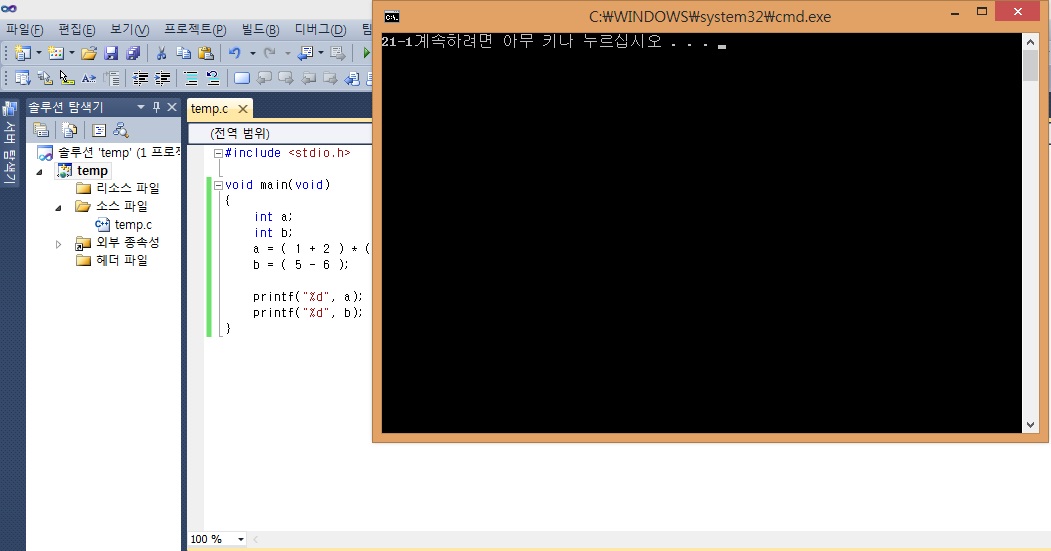 C:₩WINDOWS₩system32₩cmd.exe
파일(F) 편집(E) 보기(V) 프로젝트(P) 빌드(B) 디버그(D)
21-1계속하려면 아무 키나 누르십시오 . . .
서버 탐색기
솔루션 탐색기
솔루션 'temp' (1 프로젝
temp
리소스 파일
소스 파일
temp.c
외부 종속성
헤더 파일
temp.c
(전역 범위)
#include <stdio.h>
void main(void)
{
int a;
int b;
a = ( 1 + 2 ) * (
b = ( 5 - 6 );
printf("%d", a);
printf("%d", b);
}
100 %